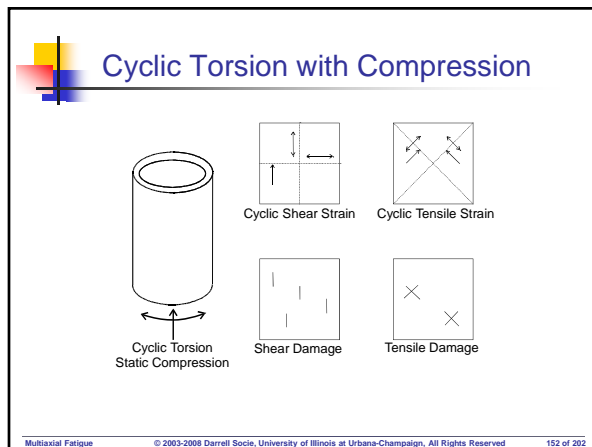 Cyclic Torsion with Compression
Cyclic Shear Strain
Cyclic Tensile Strain
Cyclic Torsion
Static Compression
Shear Damage
Tensile Damage
Multiaxial Fatigue © 2003-2008 Darrell Socie, University of Illinois at Urbana-Champaign, All Rights Reserved 152 of 202